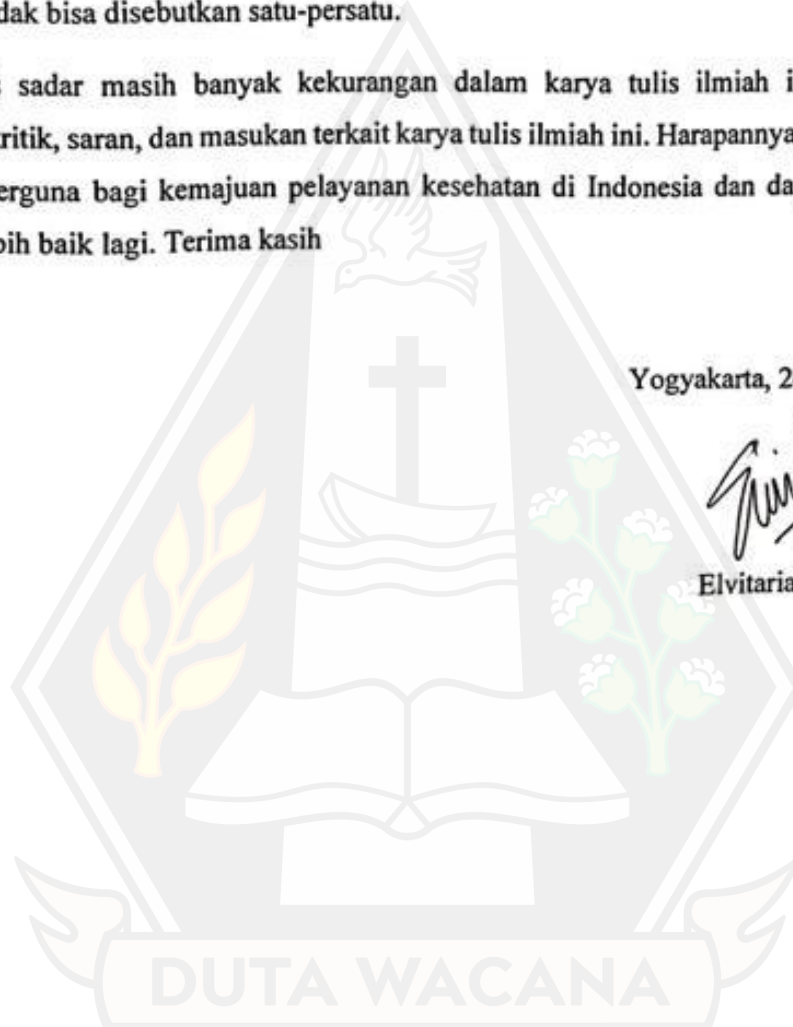 dak bisa disebutkan satu-persatu.
sadar masih banyak kekurangan dalam karya tulis ilmiah i
ritik, saran, dan masukan terkait karya tulis ilmiah ini. Harapannya
erguna bagi kemajuan pelayanan kesehatan di Indonesia dan da
bih baik lagi. Terima kasih
Yogyakarta, 2
Elvitaria
DUTA WACANA